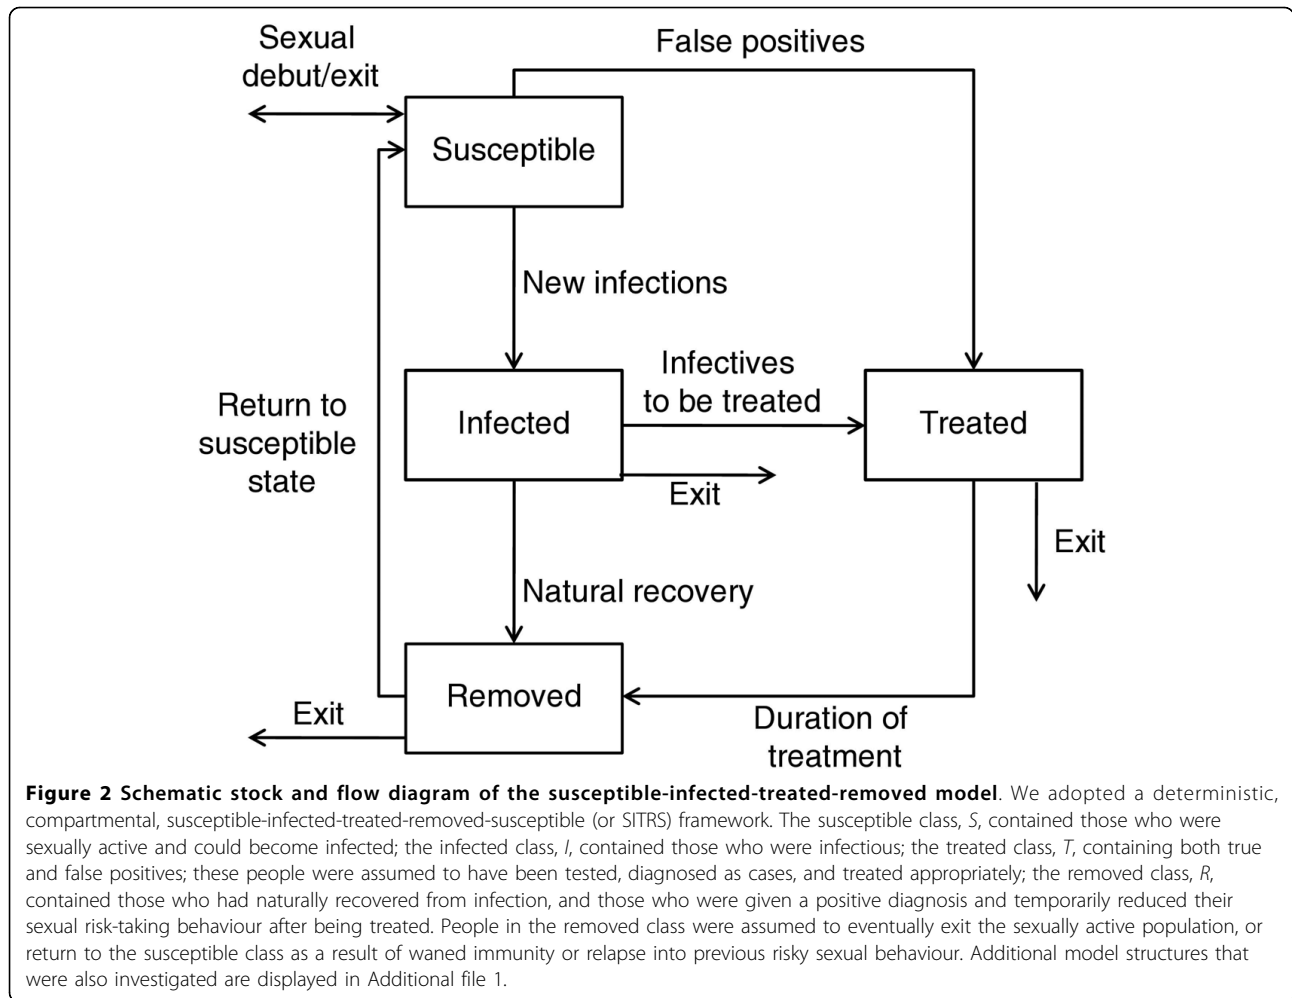 Sexual
debut/exit
False positives
Susceptible
New infections
Return to
susceptible
state
Infected
Infectives
to be treated
Treated
Exit
Exit
Natural recovery
Removed
Exit
Duration of
treatment
Figure 2 Schematic stock and flow diagram of the susceptible-infected-treated-removed model. We adopted a deterministic,
compartmental, susceptible-infected-treated-removed-susceptible (or SITRS) framework. The susceptible class, S, contained those who were
sexually active and could become infected; the infected class, I, contained those who were infectious; the treated class, T, containing both true
and false positives; these people were assumed to have been tested, diagnosed as cases, and treated appropriately; the removed class, R,
contained those who had naturally recovered from infection, and those who were given a positive diagnosis and temporarily reduced their
sexual risk-taking behaviour after being treated. People in the removed class were assumed to eventually exit the sexually active population, or
return to the susceptible class as a result of waned immunity or relapse into previous risky sexual behaviour. Additional model structures that
were also investigated are displayed in Additional file 1.